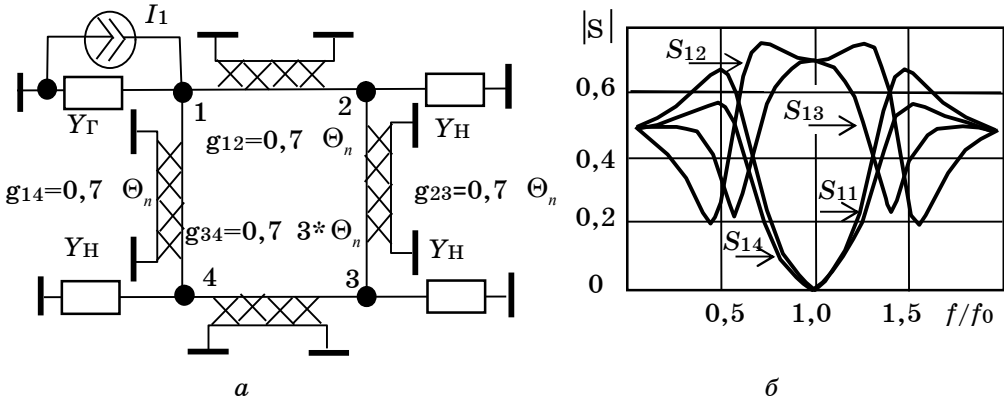 I1
YГ
1
2
YН
g12=0,7 Θn
g14=0,7 Θn
g23=0,7 Θn
g34=0,7 3* Θn
YН
YН
4
3
а
|S|
S12
0,6
S13
0,4
S11
0,2
S14
0
0,5
1,0
1,5
f/f0
б